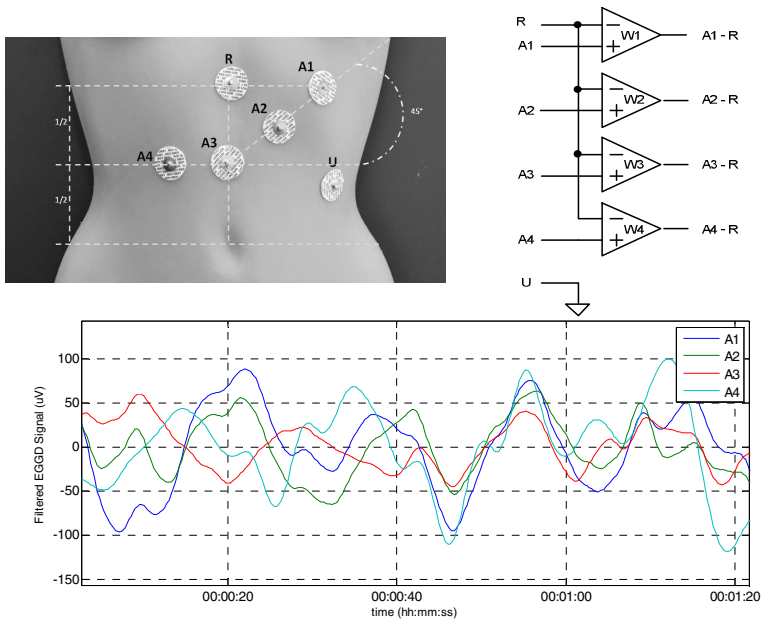 R
A1
A2
A3
A4
U
1/2
1/2
45°
R
A1
W1
A1 - R
A2
W2
A2 - R
A3
W3
A3 - R
A4
W4
A4 - R
U
Filtered EGGD Signal (uV)
100
50
0
-50
-100
-150
00:00:20
00:00:40
00:01:00
00:01:20
time (hh:mm:ss)
A1
A2
A3
A4